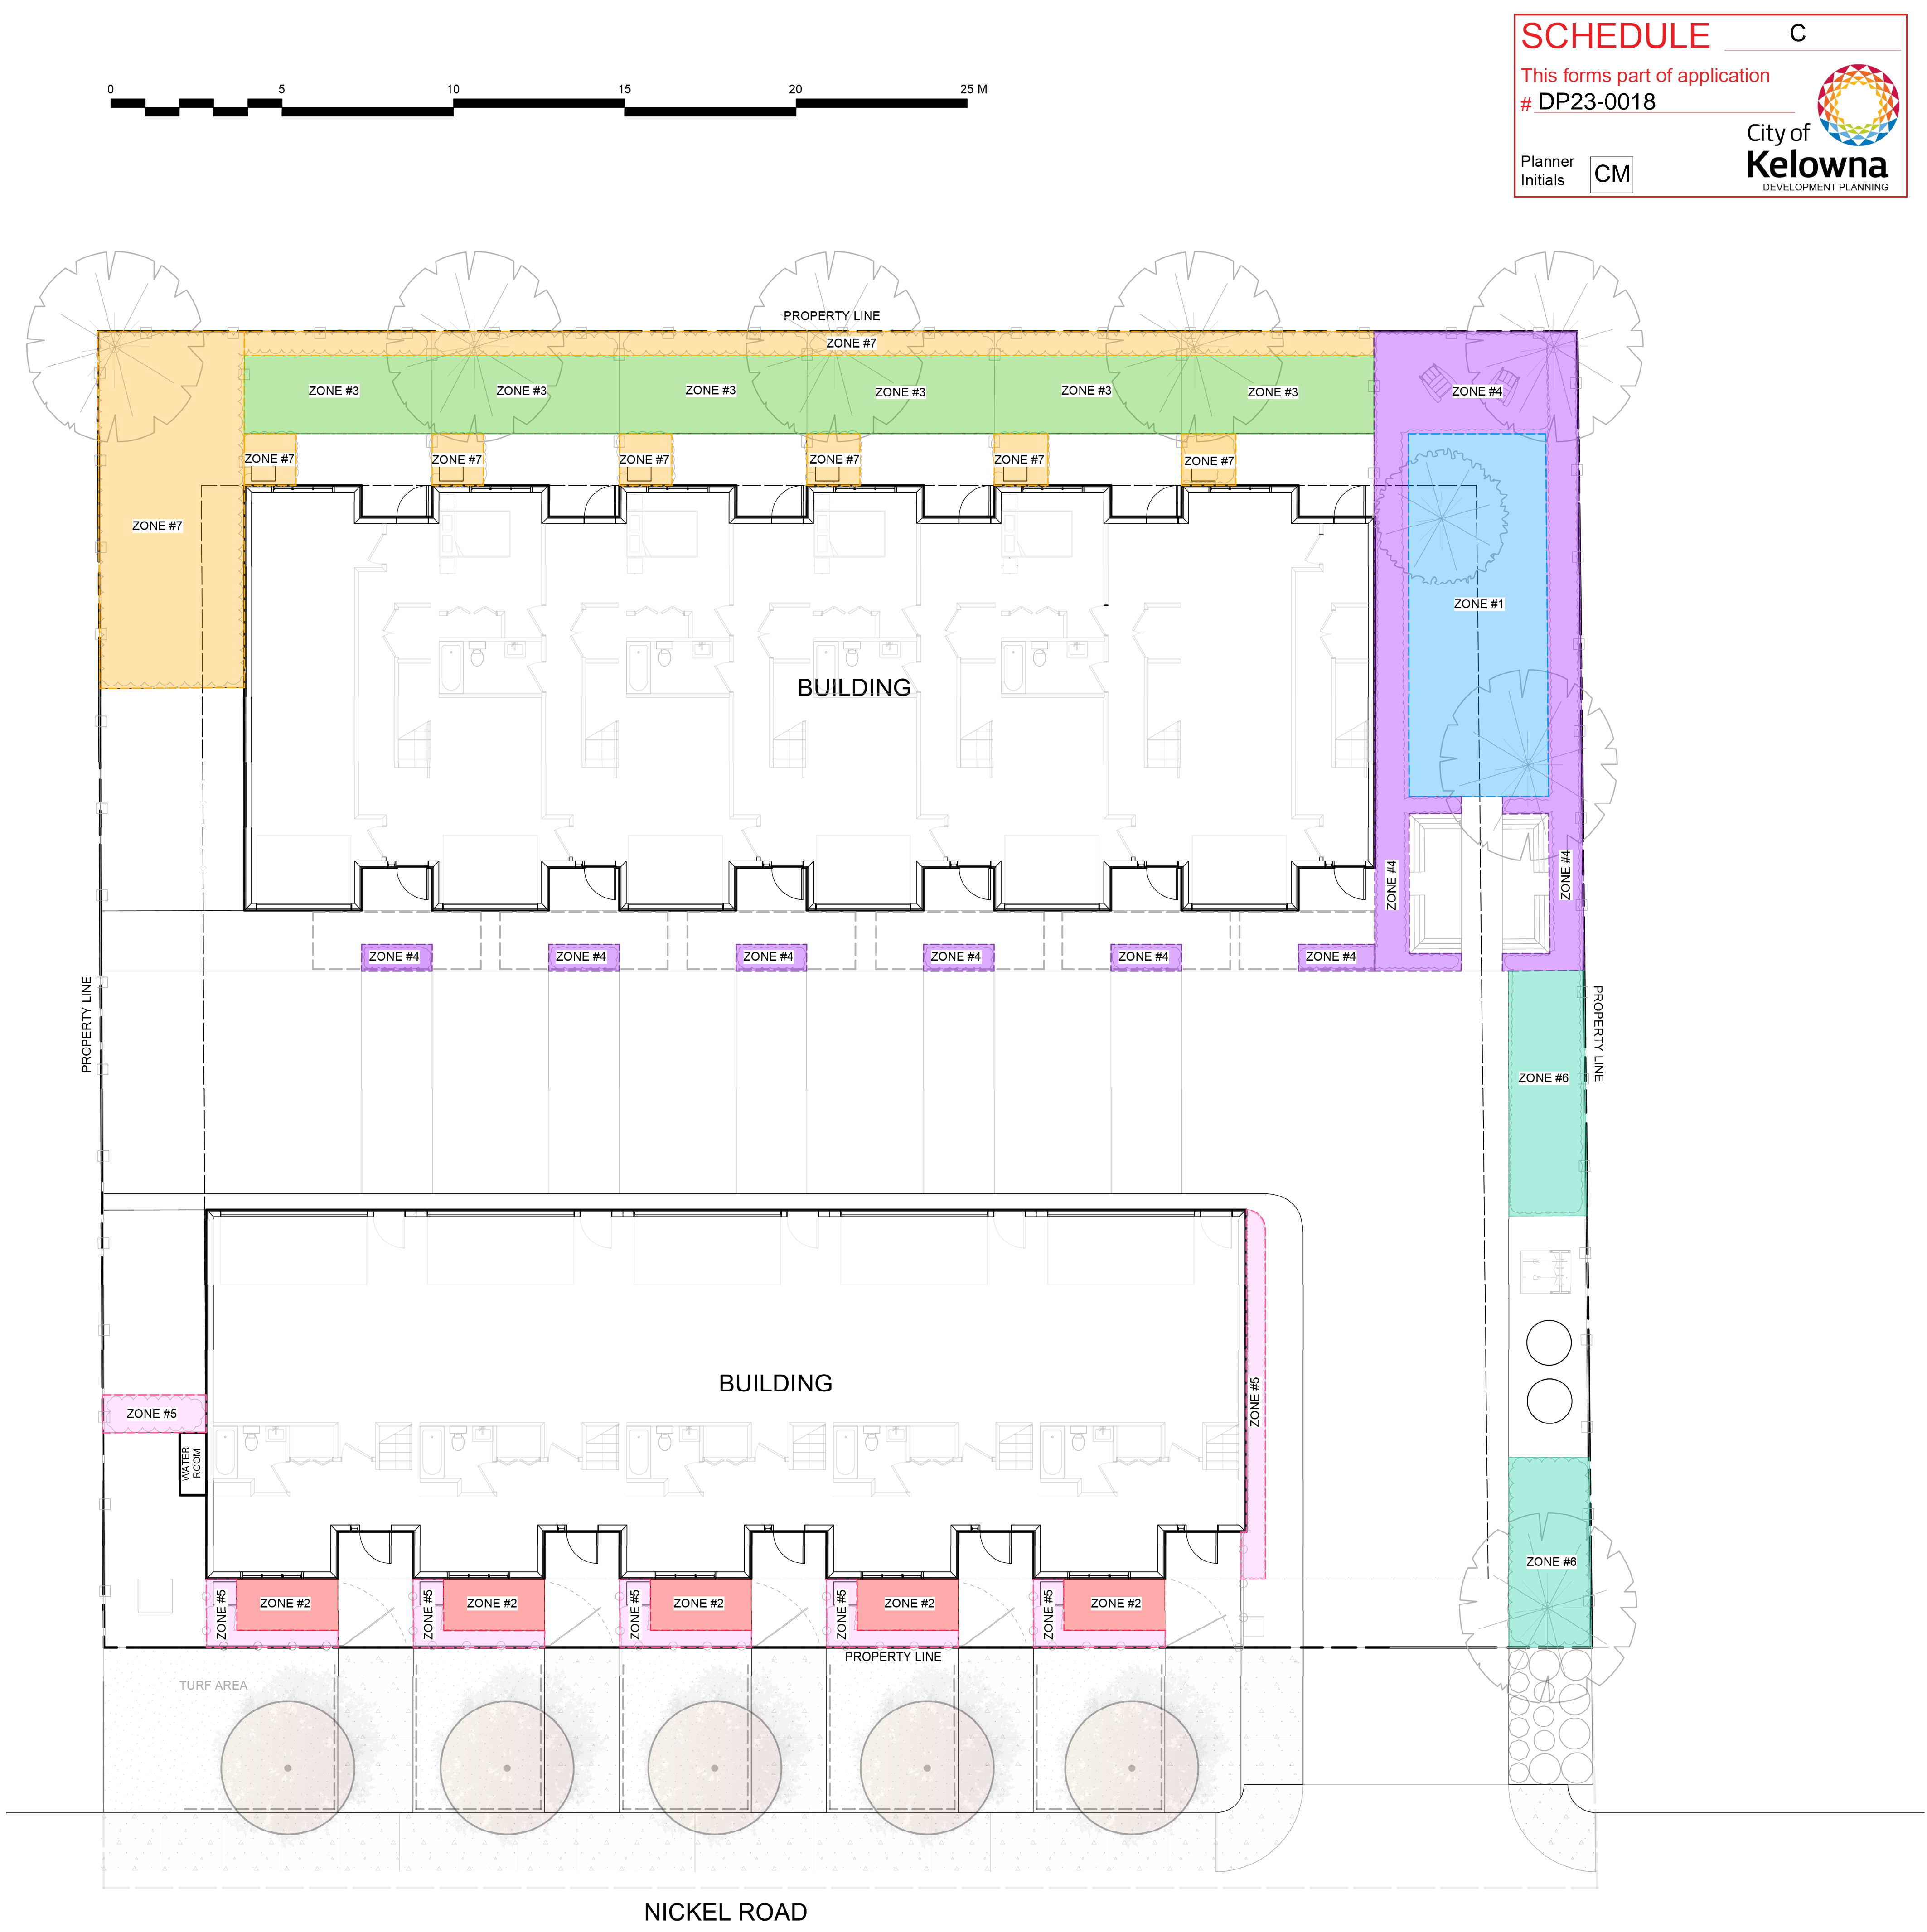 SCHEDULE C
This forms part of application
# DP23-0018
City of
Kelowna
DEVELOPMENT PLANNING
Planner
Initials
CM
0 5 10 15 20 25 M
PROPERTY LINE
ZONE #7
ZONE #3
ZONE #3
ZONE #3
ZONE #3
ZONE #3
ZONE #3
ZONE #4
ZONE #7
ZONE #7
ZONE #7
ZONE #7
ZONE #7
ZONE #7
ZONE #7
ZONE #1
BUILDING
ZONE #4
ZONE #4
ZONE #4
ZONE #4
ZONE #4
ZONE #4
ZONE #4
ZONE #4
PROPERTY LINE
PROPERTY LINE
ZONE #6
BUILDING
ZONE #5
ZONE #5
WATER
ROOM
ZONE #6
ZONE #5
ZONE #2
ZONE #5
ZONE #2
ZONE #5
ZONE #2
ZONE #5
ZONE #2
ZONE #5
ZONE #2
PROPERTY LINE
TURF AREA
NICKEL ROAD